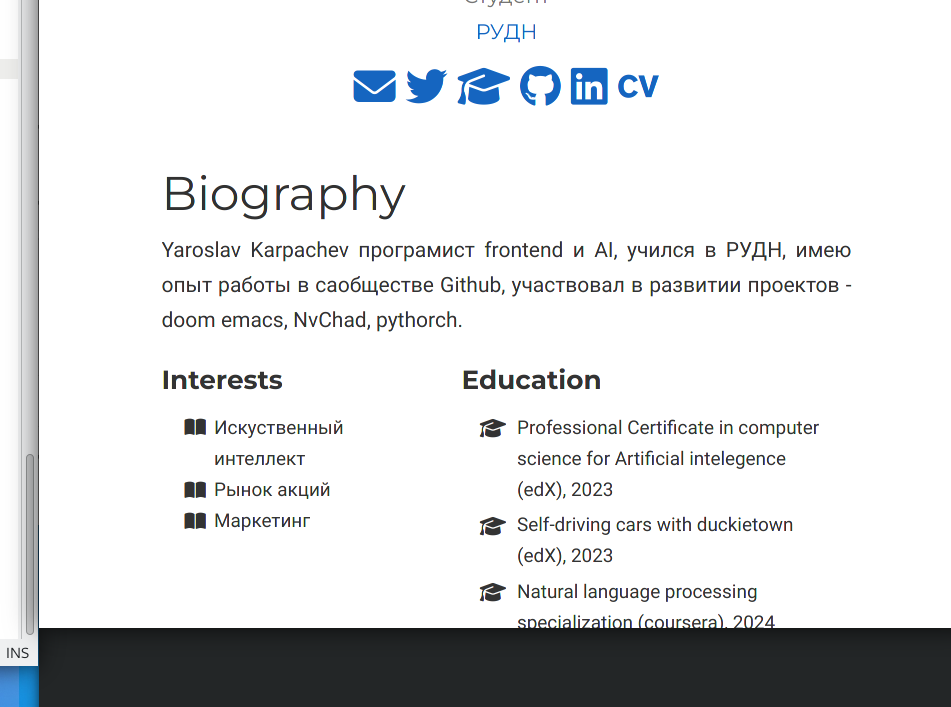 Студент
РУДН
CV
Biography
Yaroslav Karpachev програмист frontend и AI, учился в РУДН, имею
опыт работы в саобществе Github, участвовал в развитии проектов -
doom emacs, NvChad, pythorch.
Interests
Искуственный
интеллект
Рынок акций
Маркетинг
Education
Professional Certificate in computer
science for Artificial intelegence
(edX), 2023
Self-driving cars with duckietown
(edX), 2023
Natural language processing
specialization (coursera), 2024
INS